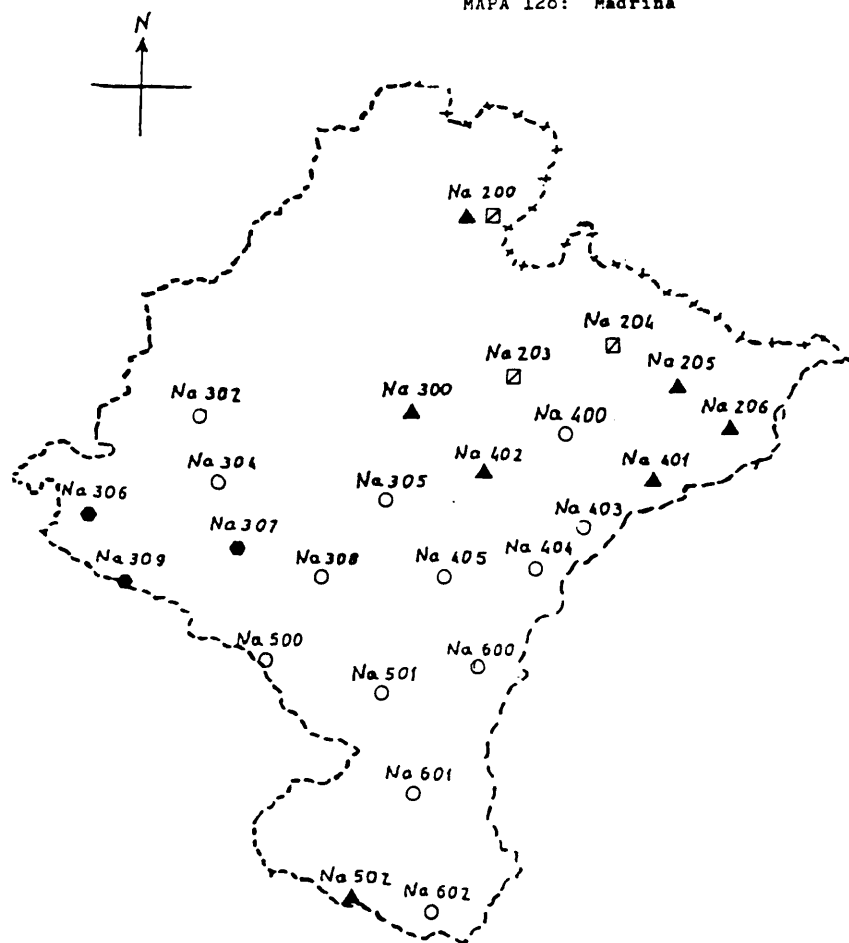 MAPA 128: Madrina
N
Na 200
Na 204
Na 203
Na 205
Na 302
Na 300
Na 206
Na 400
Na 402
Na 401
Na 304
Na 305
Na 306
Na 403
Na 307
Na 309
Na 308
Na 405
Na 404
Na 500
Na 600
Na 501
Na 601
Na 502
Na 602